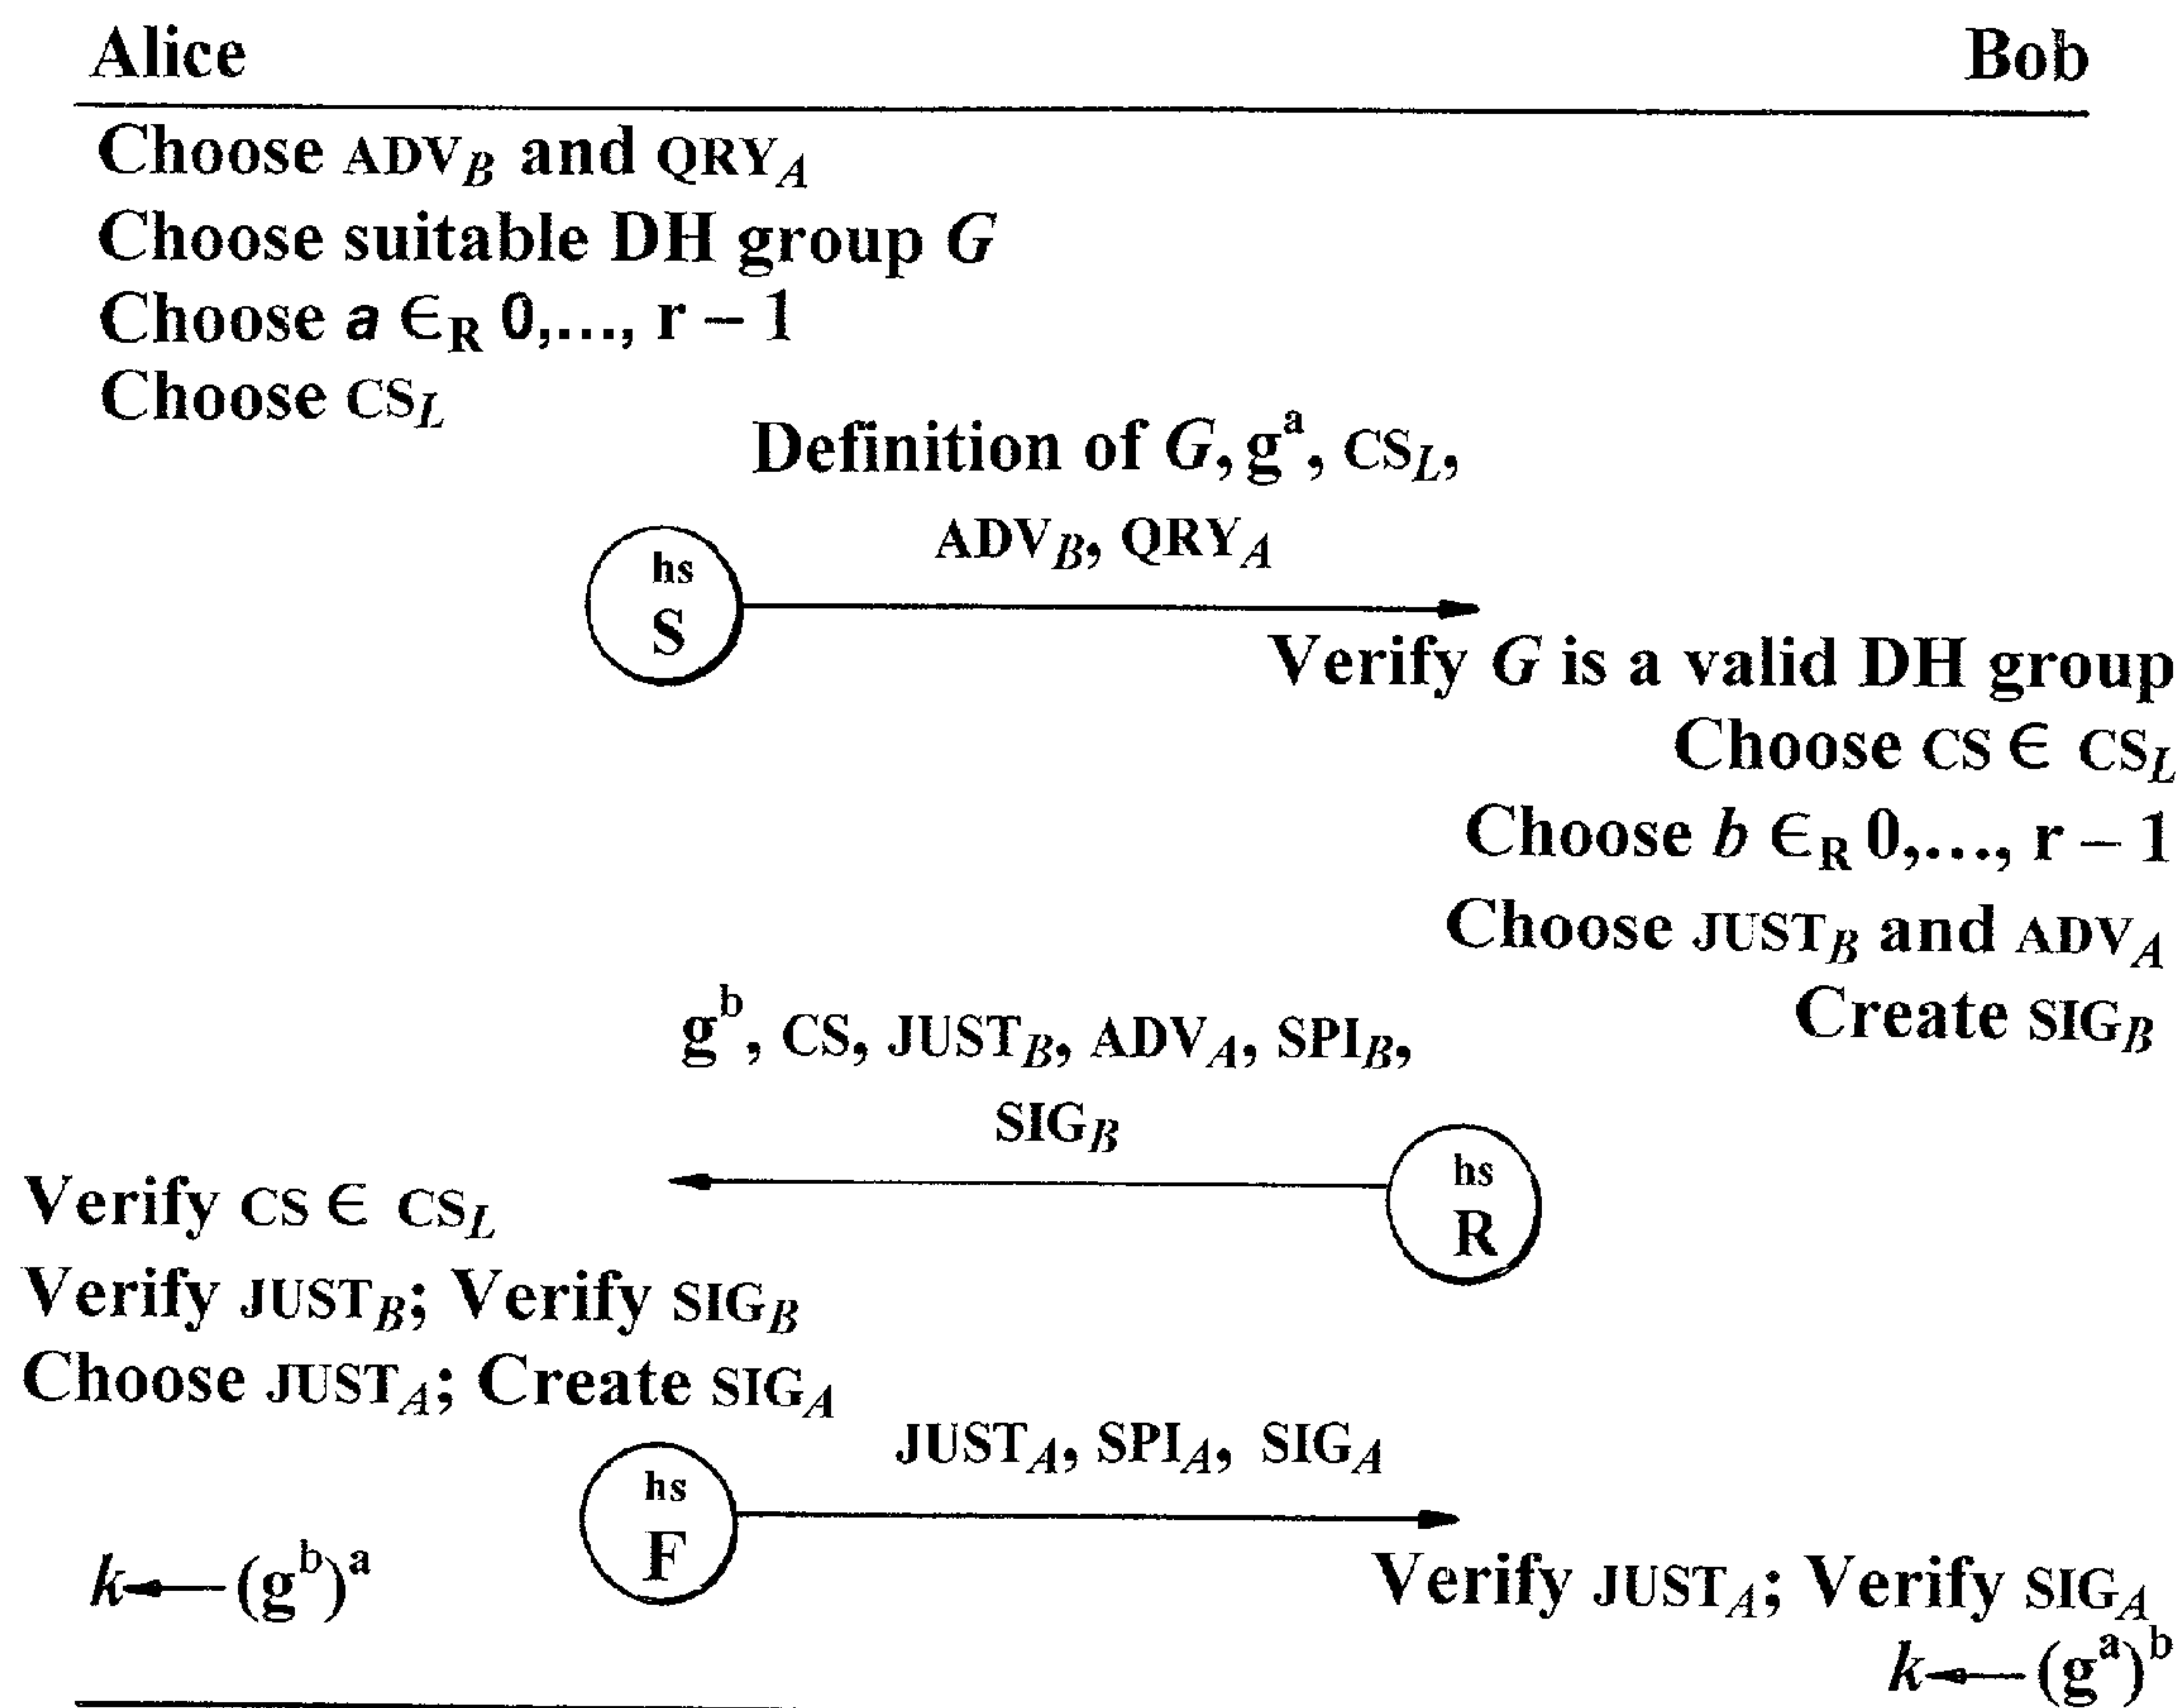 Alice Bob
Choose ADV_B and QRY_A
Choose suitable DH group G
Choose a ∈_R 0,..., r – 1
Choose CS_L
Definition of G, g^a, CS_L,
ADV_B, QRY_A
hs
S
Verify G is a valid DH group
Choose CS ∈ CS_L
Choose b ∈_R 0,..., r – 1
Choose JUST_B and ADV_A
Create SIG_B
g^b, CS, JUST_B, ADV_A, SPI_B,
SIG_B
hs
R
Verify CS ∈ CS_L
Verify JUST_B; Verify SIG_B
Choose JUST_A; Create SIG_A
JUST_A, SPI_A, SIG_A
hs
F
k ← (g^b)^a
Verify JUST_A; Verify SIG_A
k ← (g^a)^b